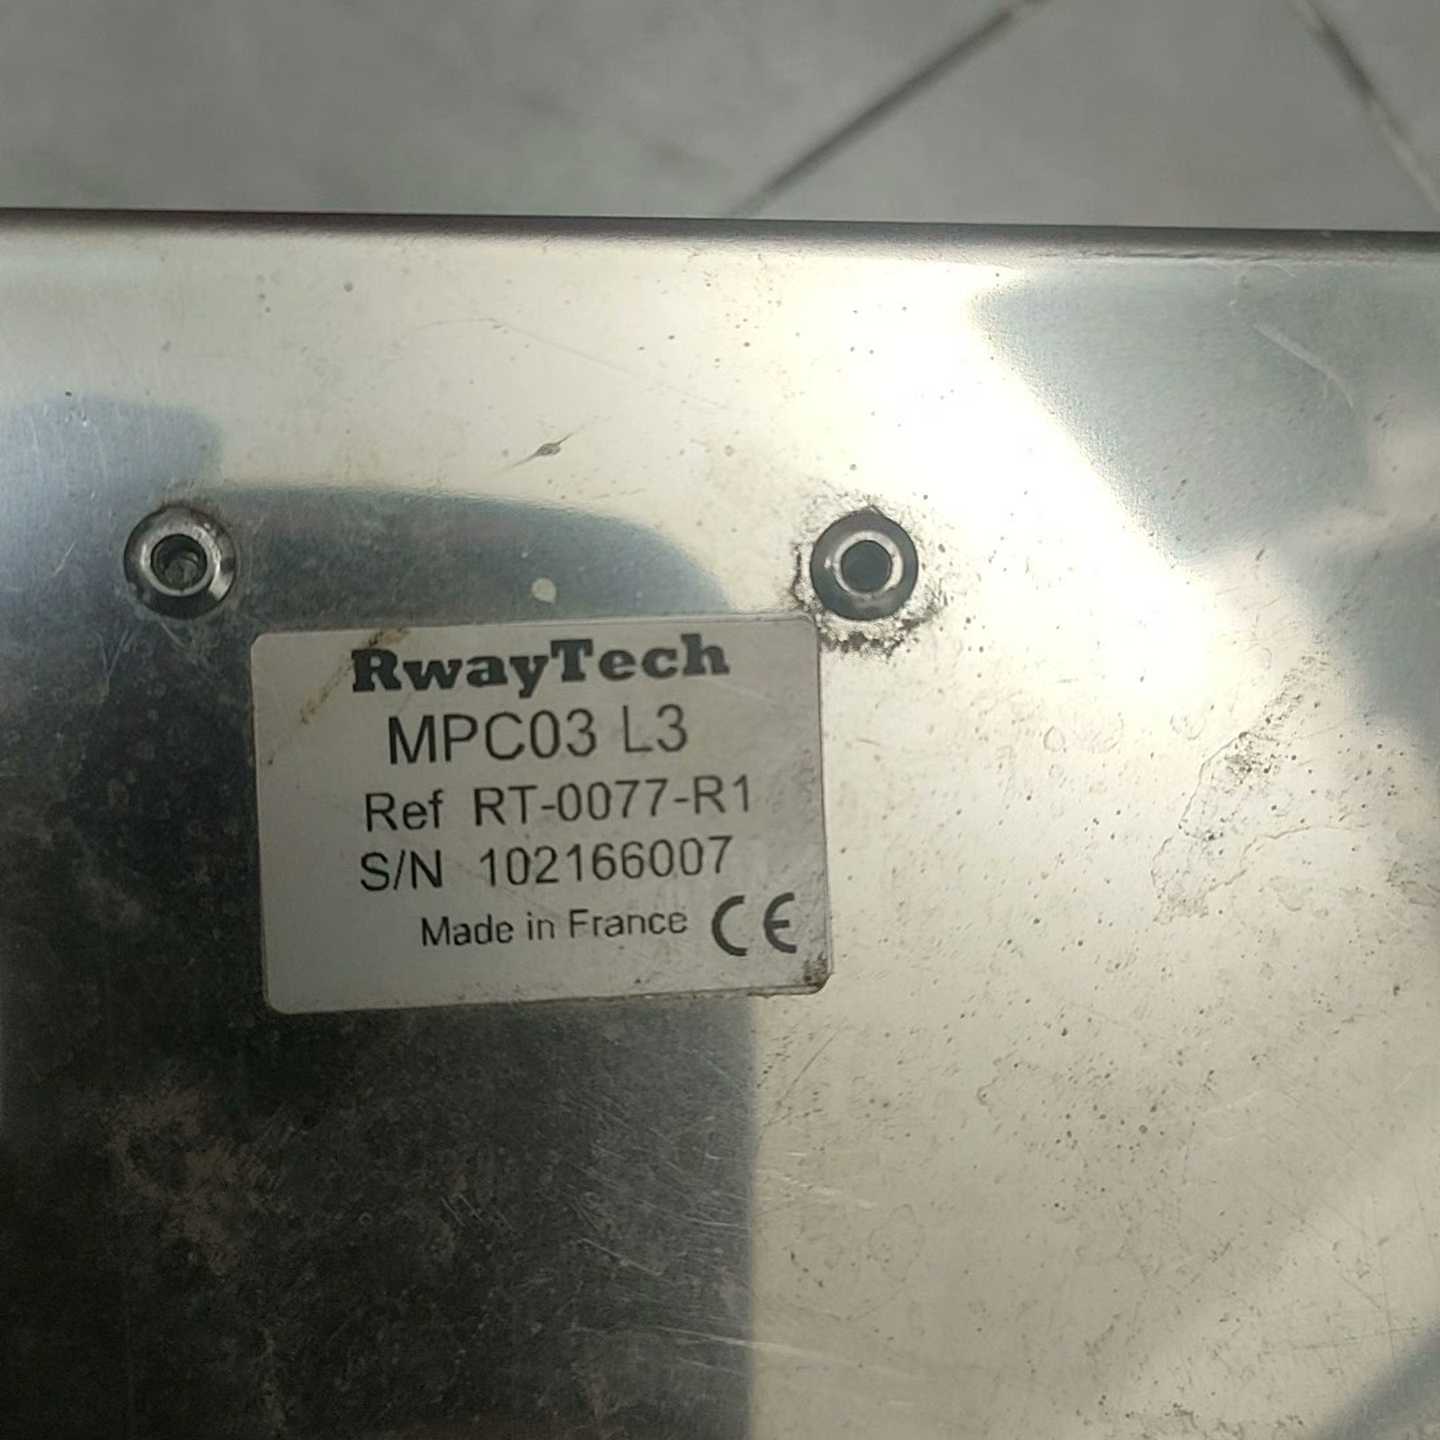 RwayTech
MPC03 L3
Ref RT-0077-R1
S/N 102166007
Made in France CE